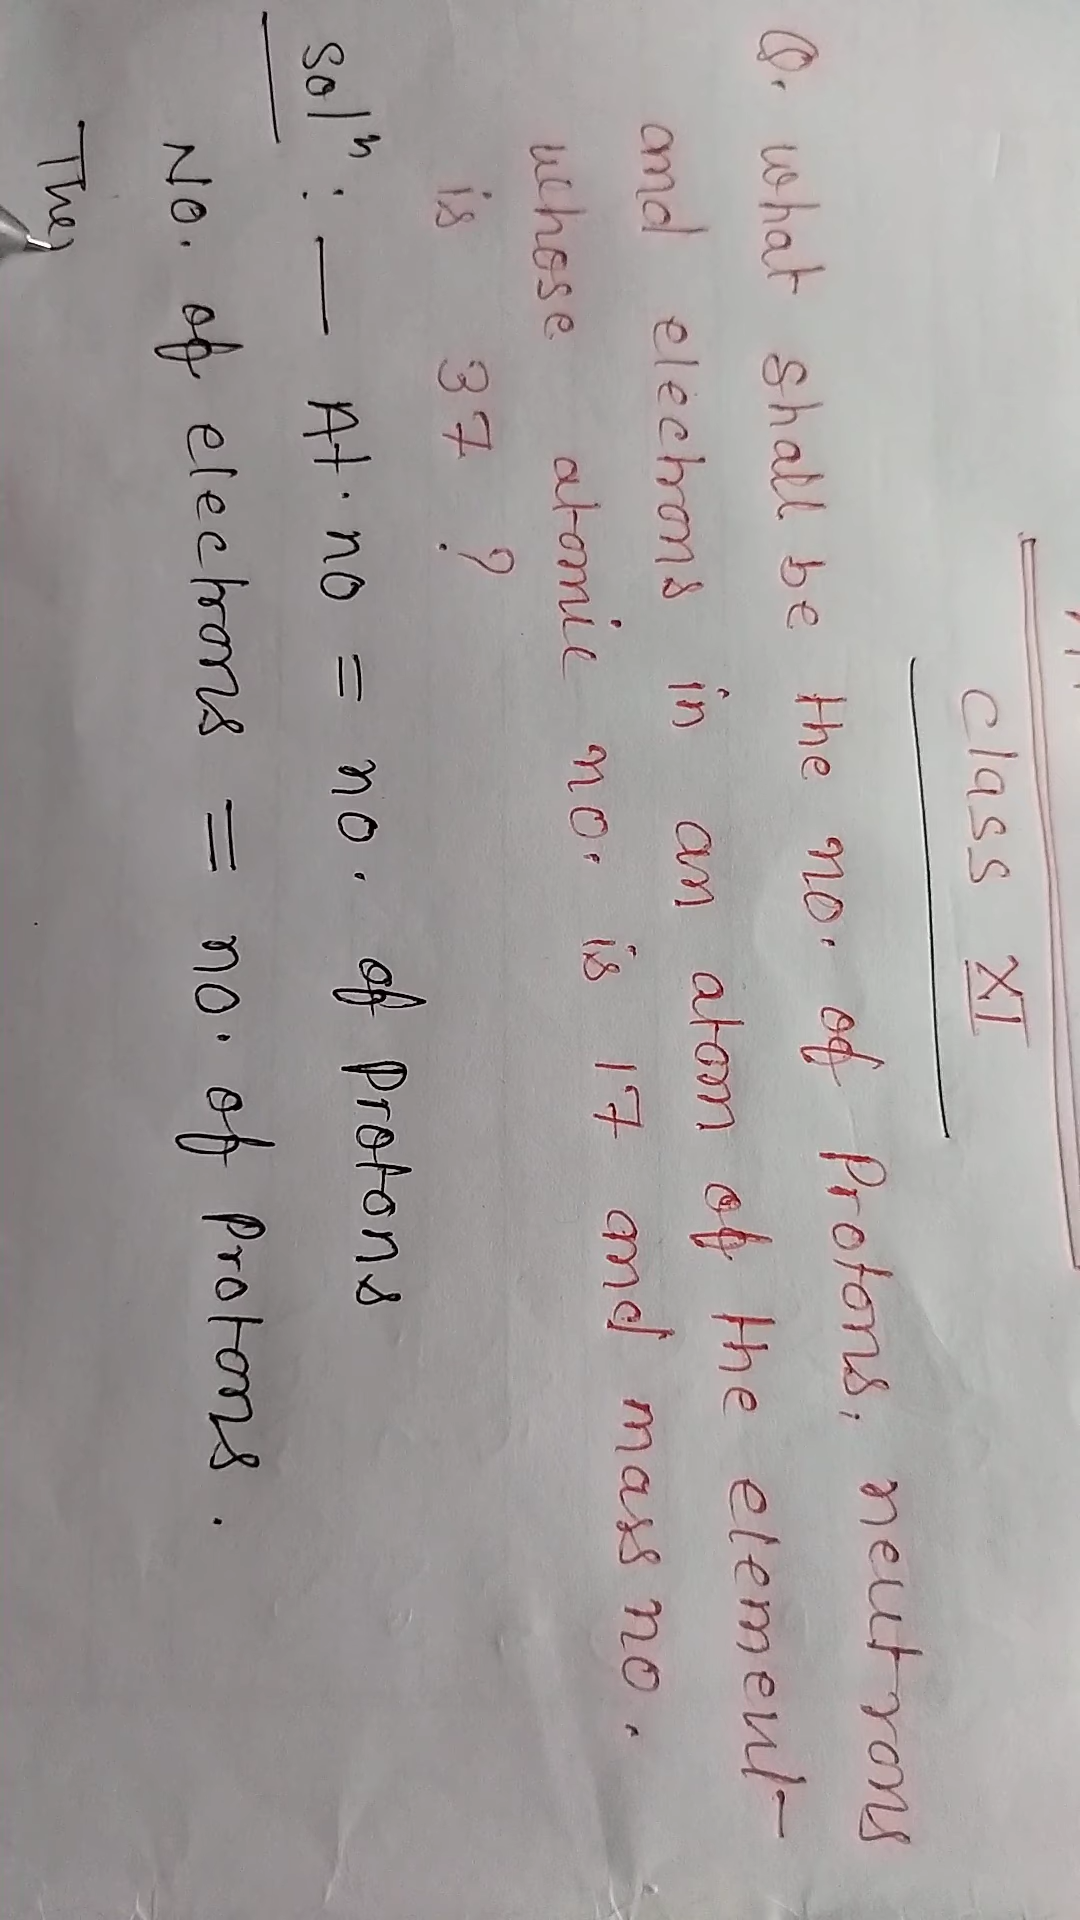 Class XI
Q. What shall be the no. of Protons, neutrons
and electrons in an atom of the element
whose atomic no. is 17 and mass no.
is 37 ?
Solⁿ : — At. no = no. of Protons
No. of electrons = no. of Protons.
The,